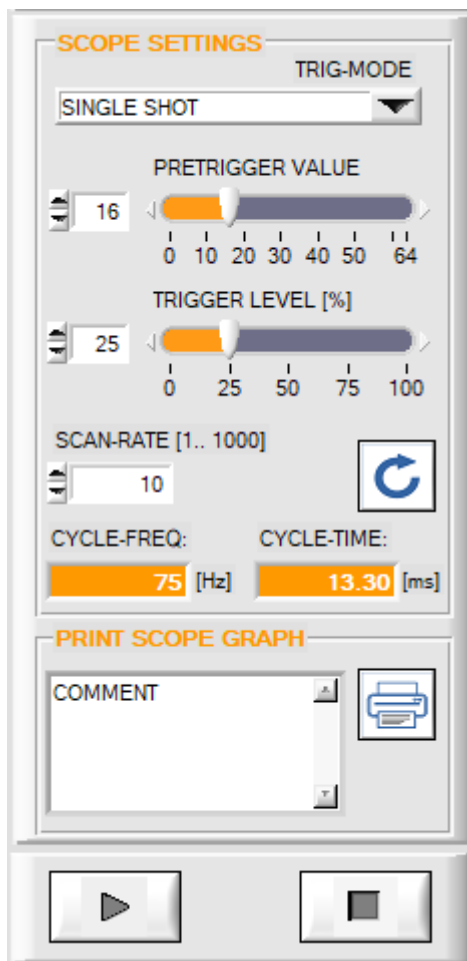 SCOPE SETTINGS
TRIG-MODE
SINGLE SHOT
PRETRIGGER VALUE
16
0 10 20 30 40 50 64
TRIGGER LEVEL [%]
25
0 25 50 75 100
SCAN-RATE [1.. 1000]
10
CYCLE-FREQ: CYCLE-TIME:
75 [Hz] 13.30 [ms]
PRINT SCOPE GRAPH
COMMENT